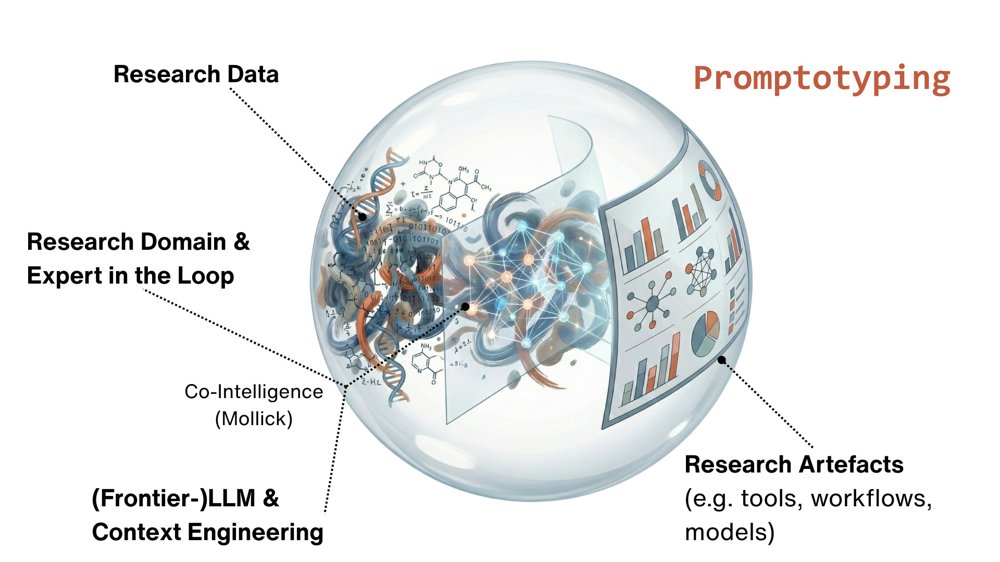 Promptotyping
Research Data
Research Domain &
Expert in the Loop
Co-Intelligence
(Mollick)
(Frontier-)LLM &
Context Engineering
Research Artefacts
(e.g. tools, workflows,
models)